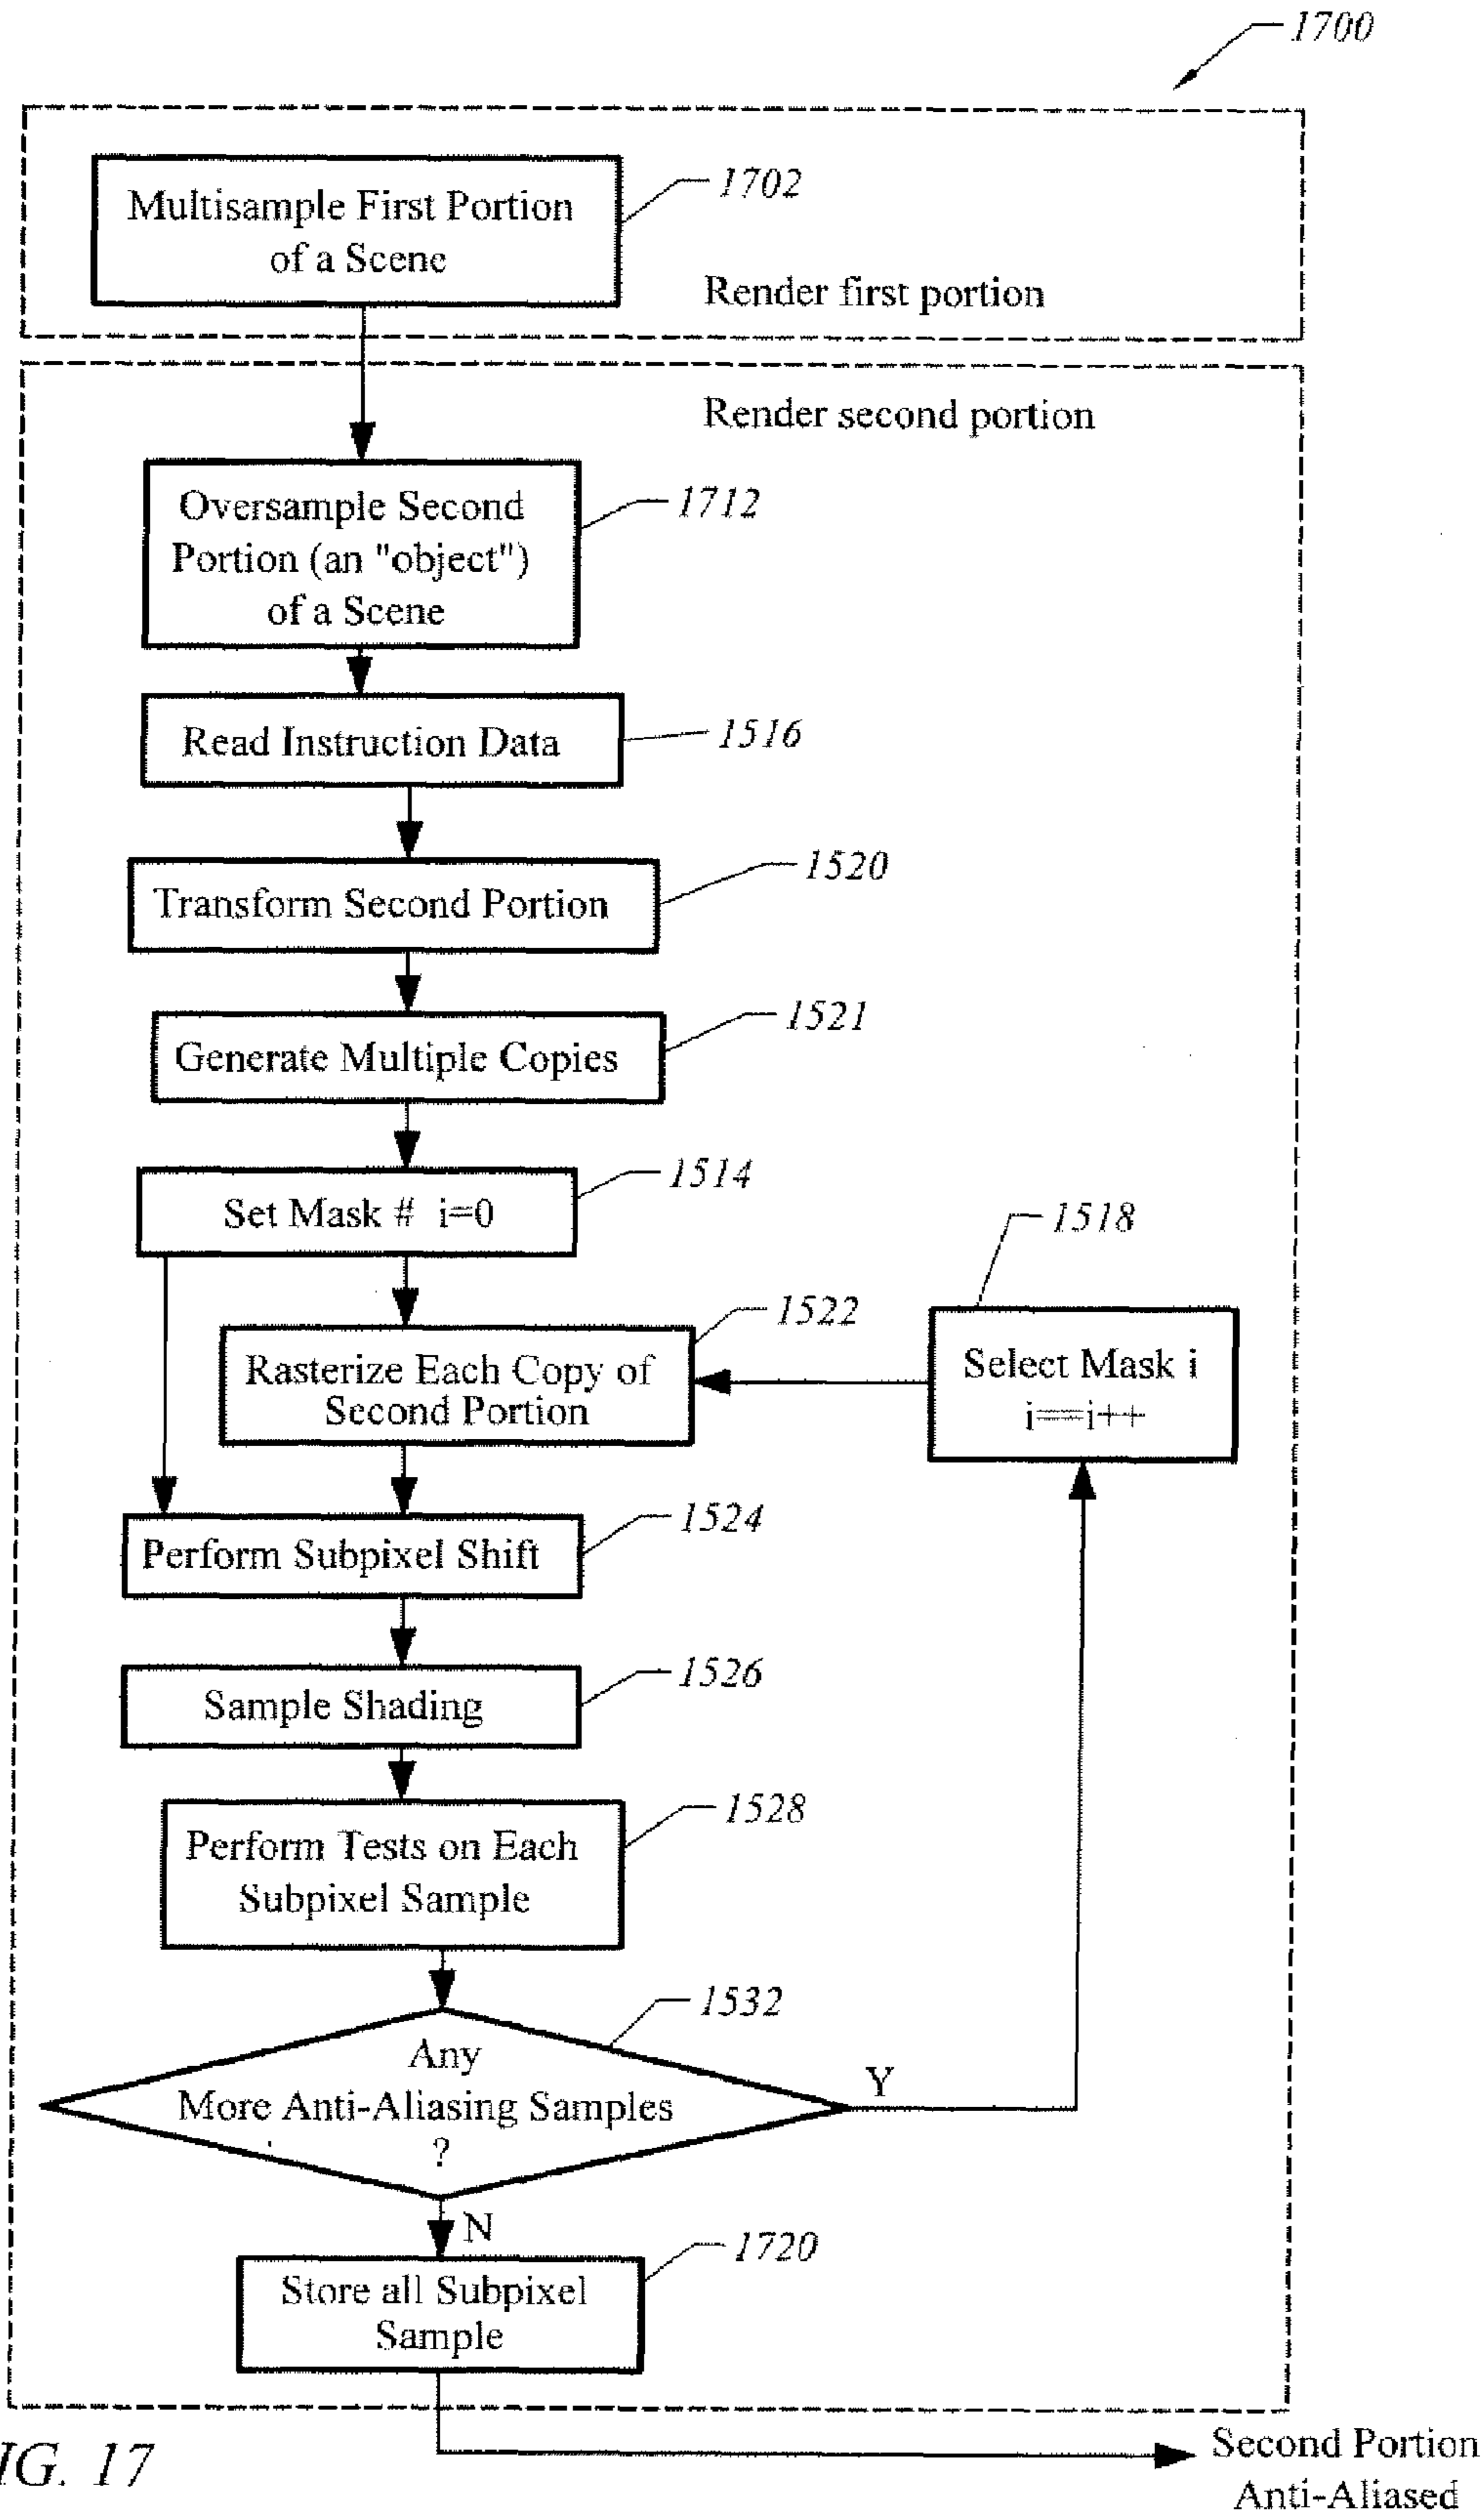 1700
Multisample First Portion
of a Scene
1702
Render first portion
Render second portion
Oversample Second
Portion (an "object")
of a Scene
1712
Read Instruction Data
1516
Transform Second Portion
1520
Generate Multiple Copies
1521
Set Mask # i=0
1514
Rasterize Each Copy of
Second Portion
1522
Select Mask i
i==i++
1518
Perform Subpixel Shift
1524
Sample Shading
1526
Perform Tests on Each
Subpixel Sample
1528
Any
More Anti-Aliasing Samples
?
1532
Y
N
Store all Subpixel
Sample
1720
Second Portion
Anti-Aliased
IG. 17